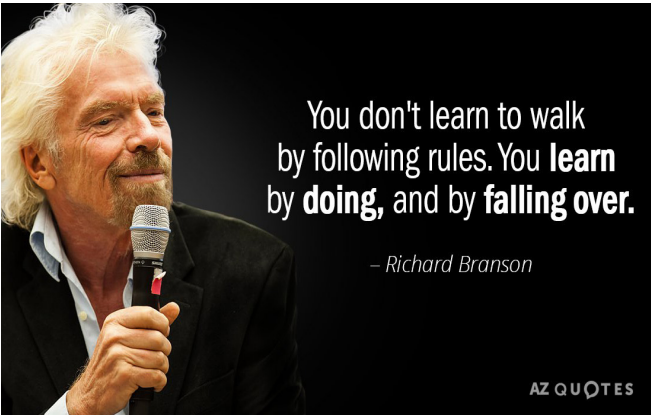 You don't learn to walk
by following rules. You learn
by doing, and by falling over.
– Richard Branson
AZ QUOTES